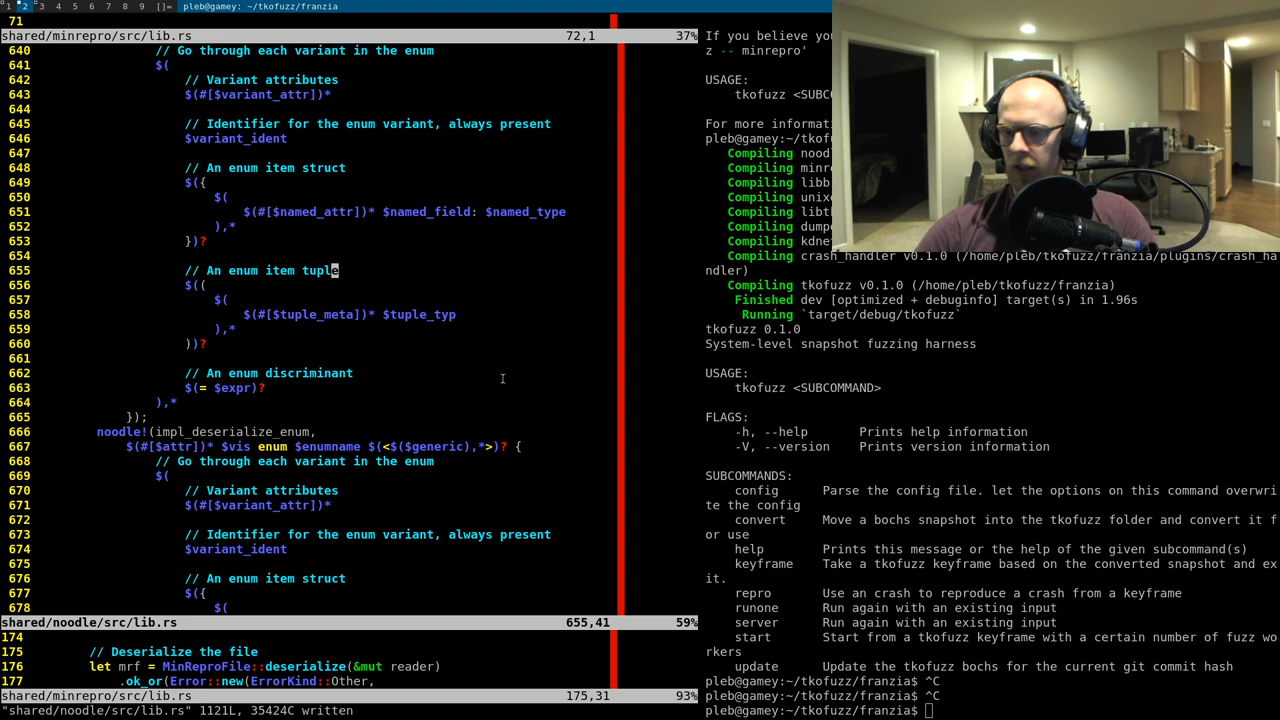 1 2 3 4 5 6 7 8 9 []= pleb@gamey: ~/tkofuzz/franzia
71
shared/minrepro/src/lib.rs 72,1 37%
640 // Go through each variant in the enum
641 $(
642 // Variant attributes
643 $(#[$variant_attr])*
644
645 // Identifier for the enum variant, always present
646 $variant_ident
647
648 // An enum item struct
649 $({
650 $(
651 $(#[$named_attr])* $named_field: $named_type
652 ),*
653 })?
654
655 // An enum item tuple
656 $((
657 $(
658 $(#[$tuple_meta])* $tuple_typ
659 ),*
660 ))?
661
662 // An enum discriminant
663 $(= $expr)?
664 ),*
665 });
666 noodle!(impl_deserialize_enum,
667 $(#[$attr])* $vis enum $enumname $(<$($generic),*>)? {
668 // Go through each variant in the enum
669 $(
670 // Variant attributes
671 $(#[$variant_attr])*
672
673 // Identifier for the enum variant, always present
674 $variant_ident
675
676 // An enum item struct
677 $({
678 $(
shared/noodle/src/lib.rs 655,41 59%
174
175 // Deserialize the file
176 let mrf = MinReproFile::deserialize(&mut reader)
177 .ok_or(Error::new(ErrorKind::Other,
shared/minrepro/src/lib.rs 175,31 93%
"shared/noodle/src/lib.rs" 1121L, 35424C written
If you believe yo
z -- minrepro'
USAGE:
tkofuzz <SUBC
For more informat
pleb@gamey:~/tkof
Compiling nood
Compiling minr
Compiling libb
Compiling unix
Compiling libt
Compiling dump
Compiling kdne
Compiling crash_handler v0.1.0 (/home/pleb/tkofuzz/franzia/plugins/crash_ha
ndler)
Compiling tkofuzz v0.1.0 (/home/pleb/tkofuzz/franzia)
Finished dev [optimized + debuginfo] target(s) in 1.96s
Running `target/debug/tkofuzz`
tkofuzz 0.1.0
System-level snapshot fuzzing harness
USAGE:
tkofuzz <SUBCOMMAND>
FLAGS:
-h, --help Prints help information
-V, --version Prints version information
SUBCOMMANDS:
config Parse the config file. let the options on this command overwri
te the config
convert Move a bochs snapshot into the tkofuzz folder and convert it f
or use
help Prints this message or the help of the given subcommand(s)
keyframe Take a tkofuzz keyframe based on the converted snapshot and ex
it.
repro Use an crash to reproduce a crash from a keyframe
runone Run again with an existing input
server Run again with an existing input
start Start from a tkofuzz keyframe with a certain number of fuzz wo
rkers
update Update the tkofuzz bochs for the current git commit hash
pleb@gamey:~/tkofuzz/franzia$ ^C
pleb@gamey:~/tkofuzz/franzia$ ^C
pleb@gamey:~/tkofuzz/franzia$